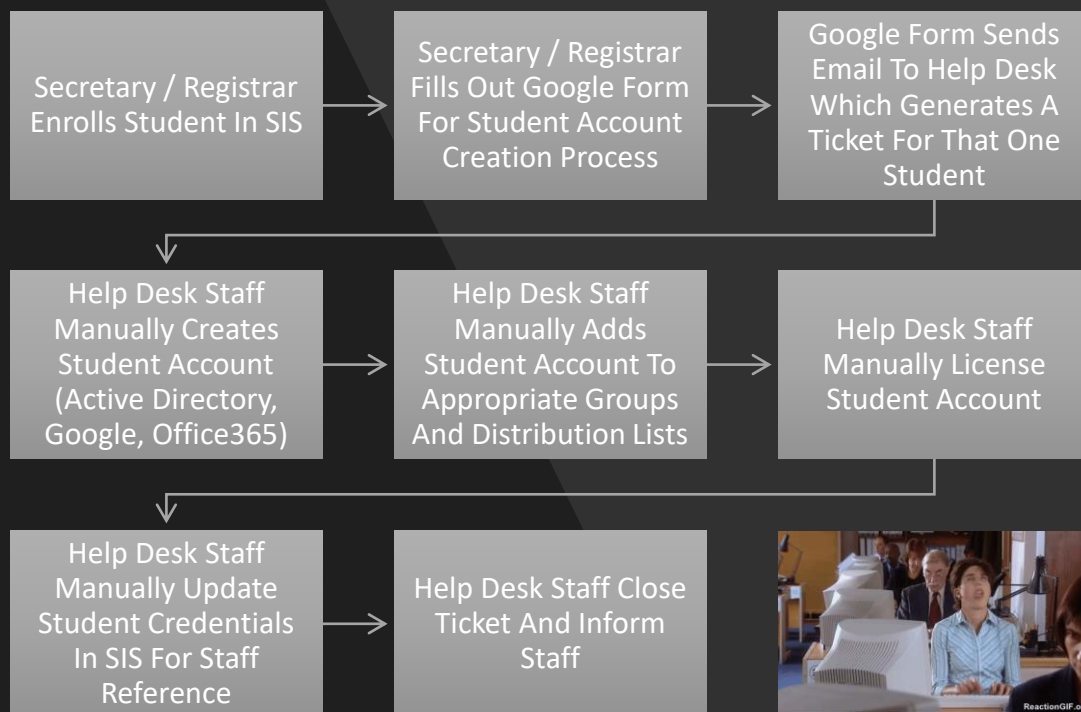 Secretary / Registrar
Enrolls Student In SIS
Secretary / Registrar
Fills Out Google Form
For Student Account
Creation Process
Google Form Sends
Email To Help Desk
Which Generates A
Ticket For That One
Student
Help Desk Staff
Manually Creates
Student Account
(Active Directory,
Google, Office365)
Help Desk Staff
Manually Adds
Student Account To
Appropriate Groups
And Distribution Lists
Help Desk Staff
Manually License
Student Account
Help Desk Staff
Manually Update
Student Credentials
In SIS For Staff
Reference
Help Desk Staff Close
Ticket And Inform
Staff
ReactionGIF.o